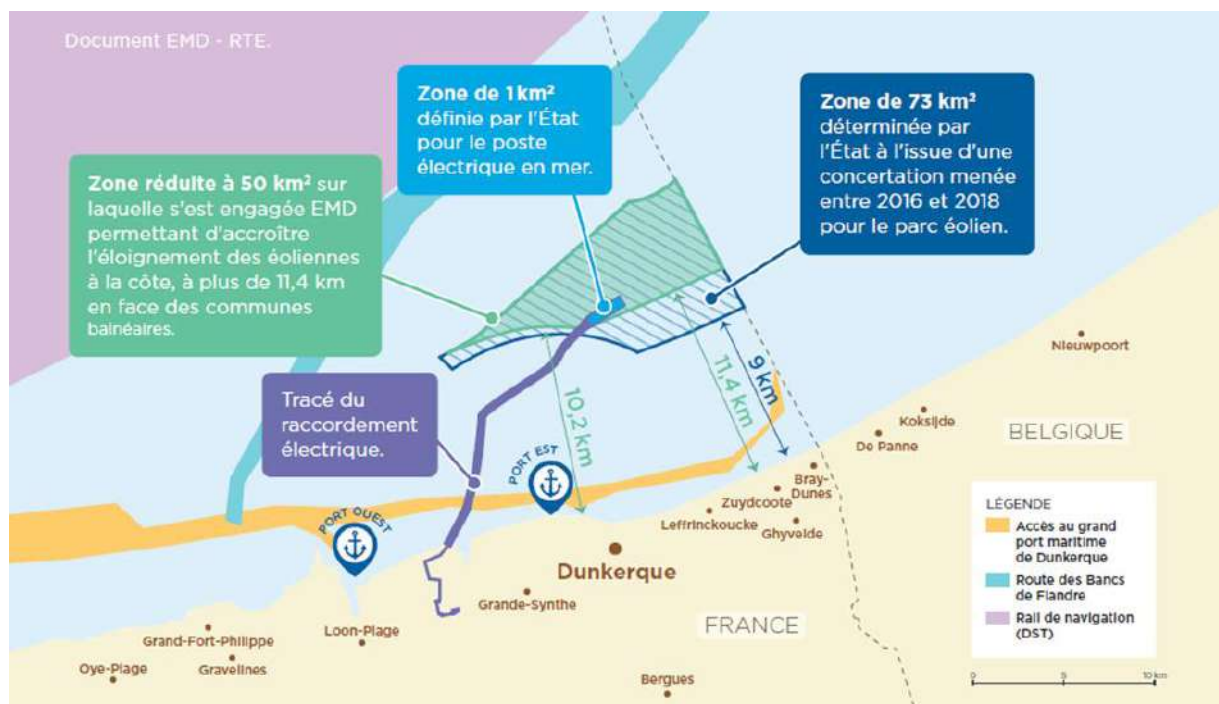 Document EMD - RTE.
Zone de 1 km²
définie par l'État
pour le poste
électrique en mer.
Zone de 73 km²
déterminée par
l'État à l'issue d'une
concertation menée
entre 2016 et 2018
pour le parc éolien.
Zone réduite à 50 km² sur
laquelle s'est engagée EMD
permettant d'accroître
l'éloignement des éoliennes
à la côte, à plus de 11,4 km
en face des communes
balnéaires.
Tracé du
raccordement
électrique.
10,2 km
11,4 km
9 km
PORT EST
PORT OUEST
Nieuwpoort
Koksijde
De Panne
BELGIQUE
Bray-
Dunes
Zuydcoote
Leffrinckoucke
Ghyvelde
Dunkerque
Grande-Synthe
FRANCE
Loon-Plage
Grand-Fort-Philippe
Gravelines
Oye-Plage
Bergues
LÉGENDE
Accès au grand
port maritime
de Dunkerque
Route des Bancs
de Flandre
Rail de navigation
(DST)
0 5 10 km